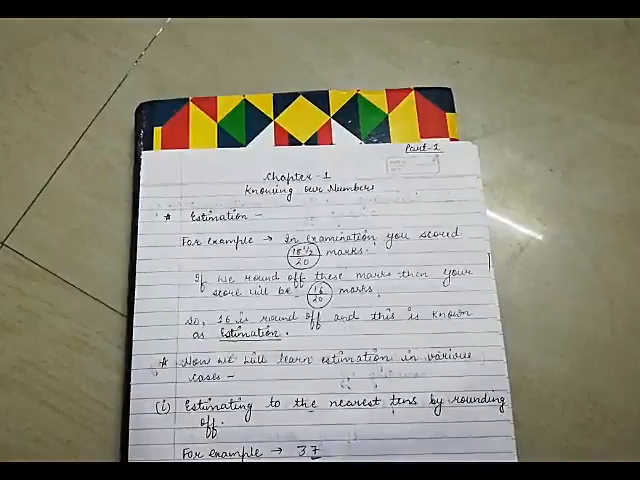 Part-2
Chapter-1
Knowing our Numbers
* Estimation -
For example → In examination you scored
15 1/2 / 20 marks.
If we round off these marks then your
score will be 16/20 marks.
So, 16 is round off and this is known
as Estimation.
* Now we will learn estimation in various
cases -
(i) Estimating to the nearest tens by rounding
off.
For example → 37